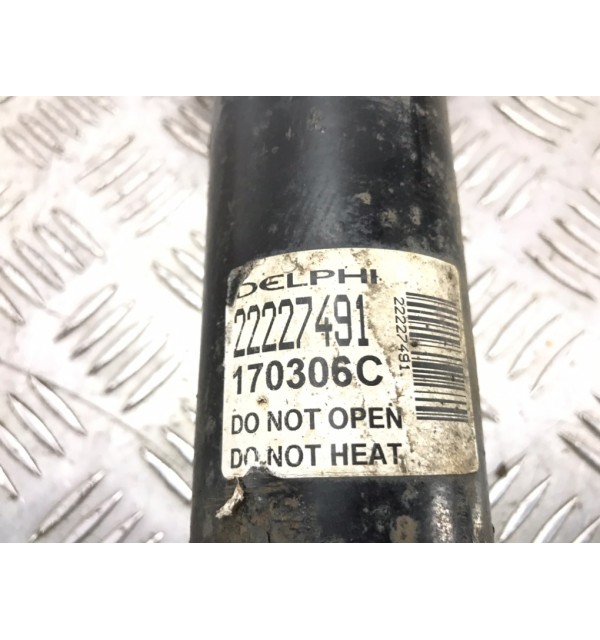 DELPHI
22227491
170306C
DO NOT OPEN
DO NOT HEAT
22227491